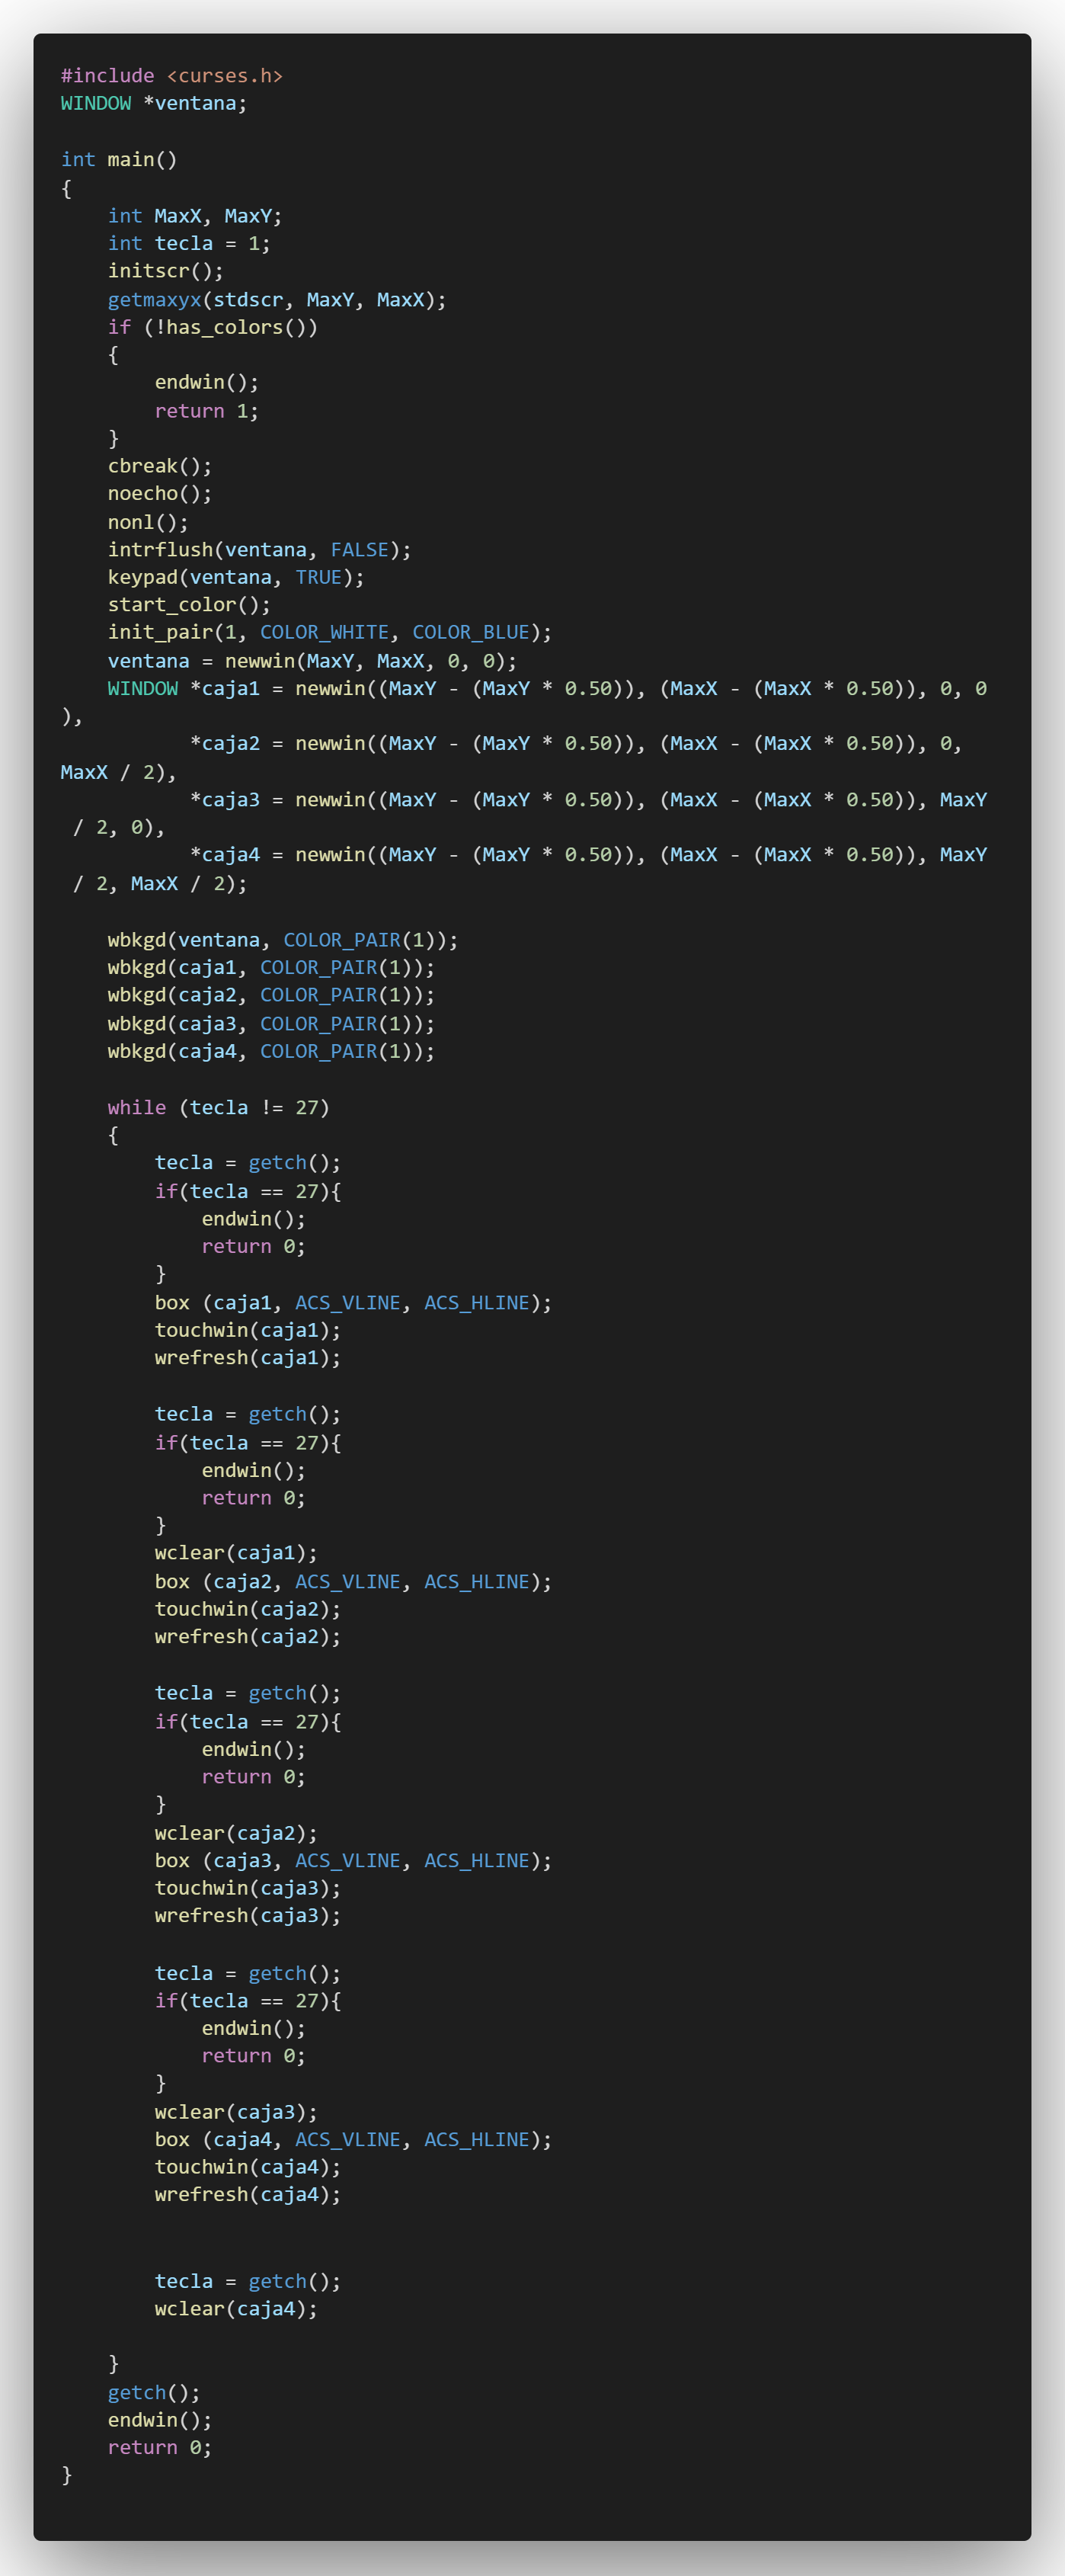 #include <curses.h>
WINDOW *ventana;

int main()
{
    int MaxX, MaxY;
    int tecla = 1;
    initscr();
    getmaxyx(stdscr, MaxY, MaxX);
    if (!has_colors())
    {
        endwin();
        return 1;
    }
    cbreak();
    noecho();
    nonl();
    intrflush(ventana, FALSE);
    keypad(ventana, TRUE);
    start_color();
    init_pair(1, COLOR_WHITE, COLOR_BLUE);
    ventana = newwin(MaxY, MaxX, 0, 0);
    WINDOW *caja1 = newwin((MaxY - (MaxY * 0.50)), (MaxX - (MaxX * 0.50)), 0, 0
),
           *caja2 = newwin((MaxY - (MaxY * 0.50)), (MaxX - (MaxX * 0.50)), 0,
MaxX / 2),
           *caja3 = newwin((MaxY - (MaxY * 0.50)), (MaxX - (MaxX * 0.50)), MaxY
 / 2, 0),
           *caja4 = newwin((MaxY - (MaxY * 0.50)), (MaxX - (MaxX * 0.50)), MaxY
 / 2, MaxX / 2);

    wbkgd(ventana, COLOR_PAIR(1));
    wbkgd(caja1, COLOR_PAIR(1));
    wbkgd(caja2, COLOR_PAIR(1));
    wbkgd(caja3, COLOR_PAIR(1));
    wbkgd(caja4, COLOR_PAIR(1));

    while (tecla != 27)
    {
        tecla = getch();
        if(tecla == 27){
            endwin();
            return 0;
        }
        box (caja1, ACS_VLINE, ACS_HLINE);
        touchwin(caja1);
        wrefresh(caja1);

        tecla = getch();
        if(tecla == 27){
            endwin();
            return 0;
        }
        wclear(caja1);
        box (caja2, ACS_VLINE, ACS_HLINE);
        touchwin(caja2);
        wrefresh(caja2);

        tecla = getch();
        if(tecla == 27){
            endwin();
            return 0;
        }
        wclear(caja2);
        box (caja3, ACS_VLINE, ACS_HLINE);
        touchwin(caja3);
        wrefresh(caja3);

        tecla = getch();
        if(tecla == 27){
            endwin();
            return 0;
        }
        wclear(caja3);
        box (caja4, ACS_VLINE, ACS_HLINE);
        touchwin(caja4);
        wrefresh(caja4);


        tecla = getch();
        wclear(caja4);

    }
    getch();
    endwin();
    return 0;
}